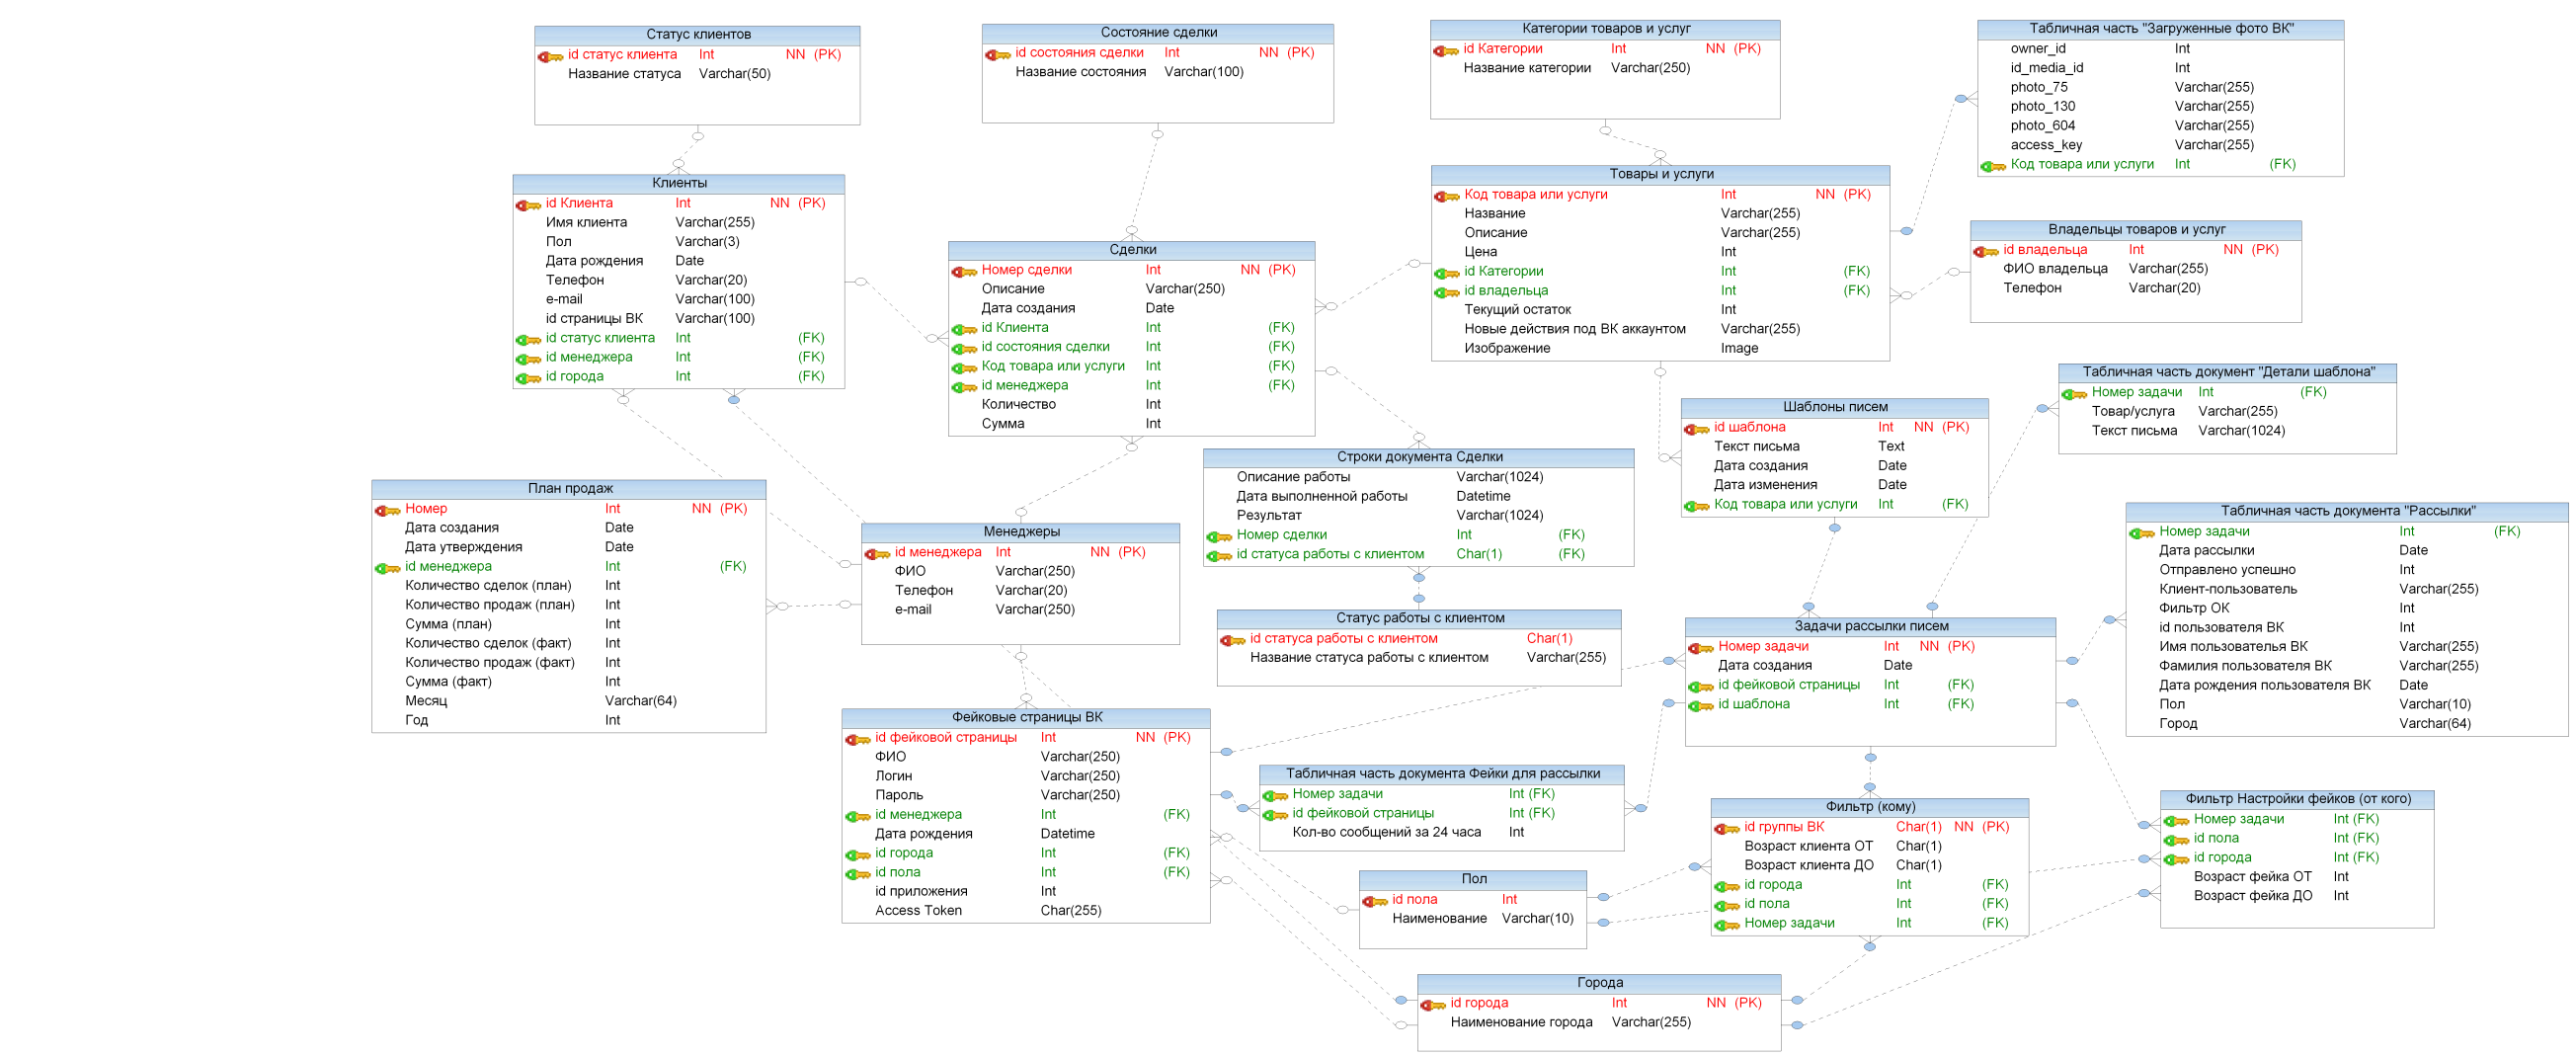 Статус клиентов
id статус клиента Int NN (PK)
Название статуса Varchar(50)
Состояние сделки
id состояния сделки Int NN (PK)
Название состояния Varchar(100)
Категории товаров и услуг
id Категории Int NN (PK)
Название категории Varchar(250)
Табличная часть "Загруженные фото ВК"
owner_id Int
id_media_id Int
photo_75 Varchar(255)
photo_130 Varchar(255)
photo_604 Varchar(255)
access_key Varchar(255)
Код товара или услуги Int (FK)
Клиенты
id Клиента Int NN (PK)
Имя клиента Varchar(255)
Пол Varchar(3)
Дата рождения Date
Телефон Varchar(20)
e-mail Varchar(100)
id страницы ВК Varchar(100)
id статус клиента Int (FK)
id менеджера Int (FK)
id города Int (FK)
Сделки
Номер сделки Int NN (PK)
Описание Varchar(250)
Дата создания Date
id Клиента Int (FK)
id состояния сделки Int (FK)
Код товара или услуги Int (FK)
id менеджера Int (FK)
Количество Int
Сумма Int
Товары и услуги
Код товара или услуги Int NN (PK)
Название Varchar(255)
Описание Varchar(255)
Цена Int
id Категории Int (FK)
id владельца Int (FK)
Текущий остаток Int
Новые действия под ВК аккаунтом Varchar(255)
Изображение Image
Владельцы товаров и услуг
id владельца Int NN (PK)
ФИО владельца Varchar(255)
Телефон Varchar(20)
Шаблоны писем
id шаблона Int NN (PK)
Текст письма Text
Дата создания Date
Дата изменения Date
Код товара или услуги Int (FK)
Табличная часть документ "Детали шаблона"
Номер задачи Int (FK)
Товар/услуга Varchar(255)
Текст письма Varchar(1024)
План продаж
Номер Int NN (PK)
Дата создания Date
Дата утверждения Date
id менеджера Int (FK)
Количество сделок (план) Int
Количество продаж (план) Int
Сумма (план) Int
Количество сделок (факт) Int
Количество продаж (факт) Int
Сумма (факт) Int
Месяц Varchar(64)
Год Int
Менеджеры
id менеджера Int NN (PK)
ФИО Varchar(250)
Телефон Varchar(20)
e-mail Varchar(250)
Строки документа Сделки
Описание работы Varchar(1024)
Дата выполненной работы Datetime
Результат Varchar(1024)
Номер сделки Int (FK)
id статуса работы с клиентом Char(1) (FK)
Статус работы с клиентом
id статуса работы с клиентом Char(1)
Название статуса работы с клиентом Varchar(255)
Задачи рассылки писем
Номер задачи Int NN (PK)
Дата создания Date
id фейковой страницы Int (FK)
id шаблона Int (FK)
Табличная часть документа "Рассылки"
Номер задачи Int (FK)
Дата рассылки Date
Отправлено успешно Int
Клиент-пользователь Varchar(255)
Фильтр ОК Int
id пользователя ВК Int
Имя пользователья ВК Varchar(255)
Фамилия пользователя ВК Varchar(255)
Дата рождения пользователя ВК Date
Пол Varchar(10)
Город Varchar(64)
Фейковые страницы ВК
id фейковой страницы Int NN (PK)
ФИО Varchar(250)
Логин Varchar(250)
Пароль Varchar(250)
id менеджера Int (FK)
Дата рождения Datetime
id города Int (FK)
id пола Int (FK)
id приложения Int
Access Token Char(255)
Табличная часть документа Фейки для рассылки
Номер задачи Int (FK)
id фейковой страницы Int (FK)
Кол-во сообщений за 24 часа Int
Фильтр (кому)
id группы ВК Char(1) NN (PK)
Возраст клиента ОТ Char(1)
Возраст клиента ДО Char(1)
id города Int (FK)
id пола Int (FK)
Номер задачи Int (FK)
Фильтр Настройки фейков (от кого)
Номер задачи Int (FK)
id пола Int (FK)
id города Int (FK)
Возраст фейка ОТ Int
Возраст фейка ДО Int
Пол
id пола Int
Наименование Varchar(10)
Города
id города Int NN (PK)
Наименование города Varchar(255)